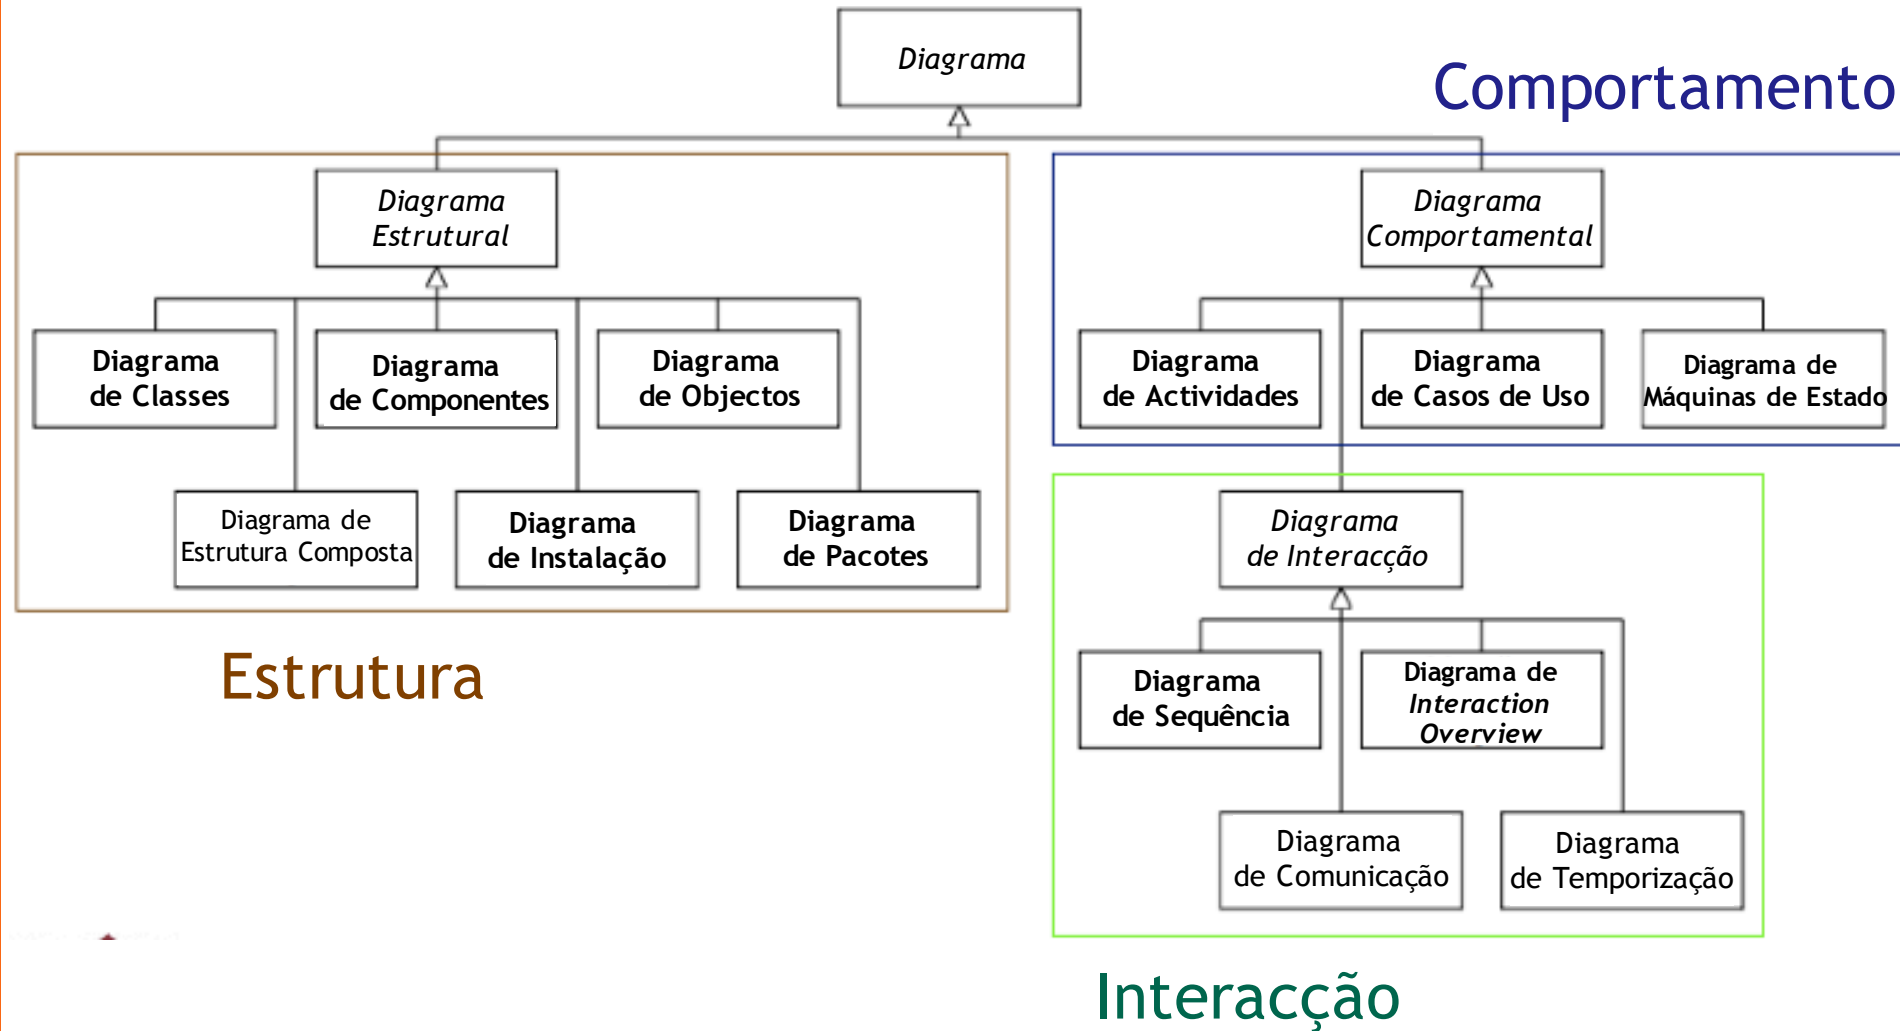 Diagrama
Comportamento
Diagrama
Estrutural
Diagrama
Comportamental
Diagrama
de Classes
Diagrama
de Componentes
Diagrama
de Objectos
Diagrama
de Actividades
Diagrama
de Casos de Uso
Diagrama de
Máquinas de Estado
Diagrama de
Estrutura Composta
Diagrama
de Instalação
Diagrama
de Pacotes
Diagrama
de Interacção
Estrutura
Diagrama
de Sequência
Diagrama de
Interaction
Overview
Diagrama
de Comunicação
Diagrama
de Temporização
Interacção